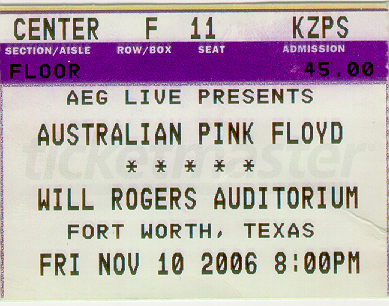 CENTER F 11 KZPS
SECTION/AISLE ROW/BOX SEAT ADMISSION
FLOOR 45.00
AEG LIVE PRESENTS
AUSTRALIAN PINK FLOYD
* * * * *
ticketmaster
WILL ROGERS AUDITORIUM
FORT WORTH, TEXAS
FRI NOV 10 2006 8:00PM